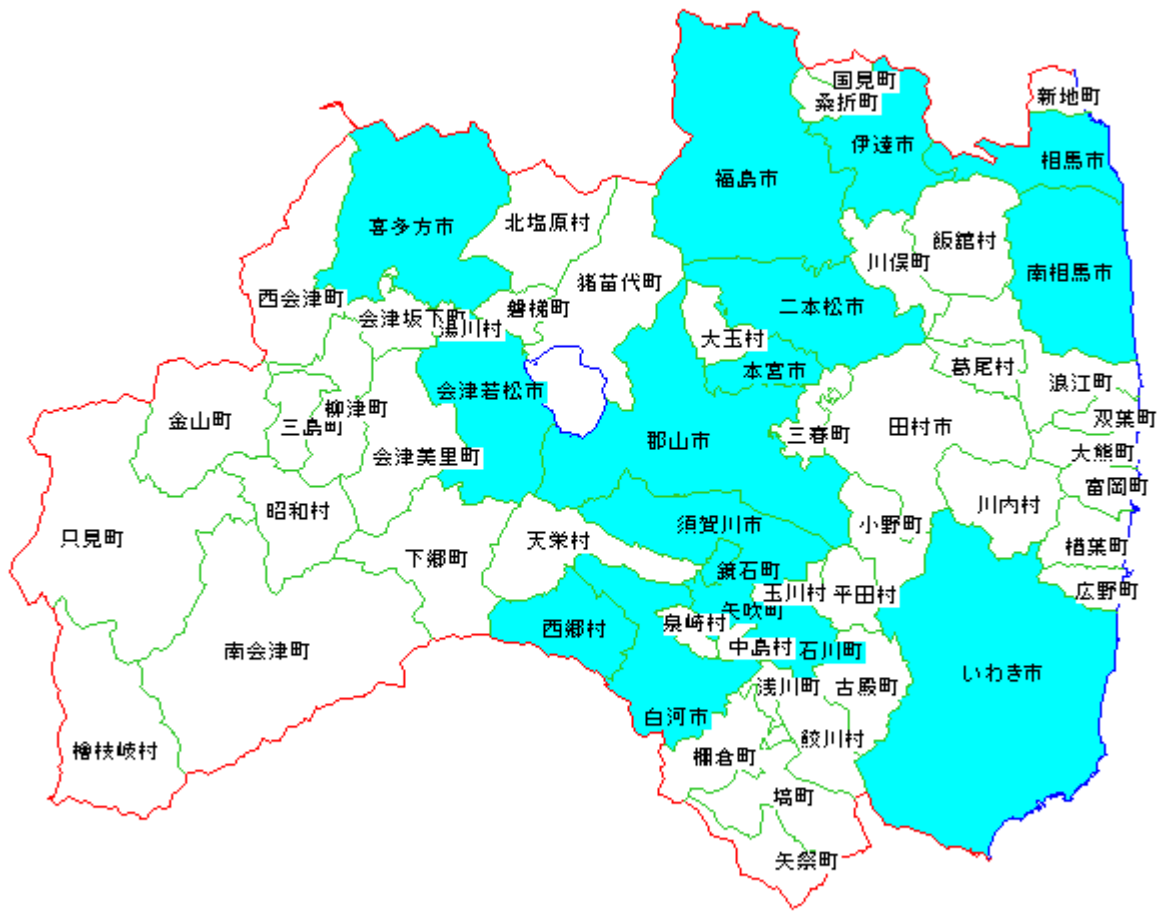 国見町
桑折町
新地町
伊達市
相馬市
福島市
喜多方市
北塩原村
飯舘村
川俣町
南相馬市
猪苗代町
西会津町
磐梯町
二本松市
会津坂下町
湯川村
大玉村
本宮市
葛尾村
浪江町
会津若松市
柳津町
金山町
三島町
双葉町
郡山市
三春町
田村市
大熊町
会津美里町
富岡町
昭和村
川内村
須賀川市
小野町
只見町
天栄村
下郷町
楢葉町
鏡石町
玉川村
平田村
広野町
矢吹町
泉崎村
西郷村
中島村
石川町
南会津町
いわき市
浅川町
古殿町
白河市
鮫川村
檜枝岐村
棚倉町
塙町
矢祭町